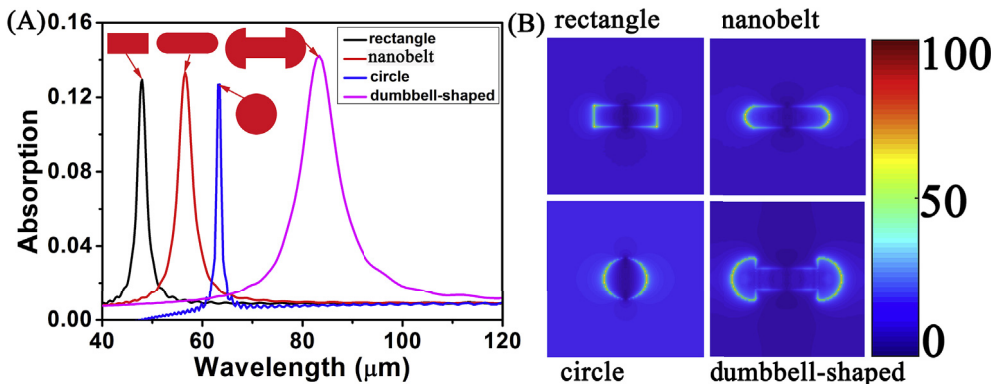 (A)
rectangle
nanobelt
circle
dumbbell-shaped
0.16
0.12
0.08
0.04
0.00
Absorption
40 60 80 100 120
Wavelength (μm)
(B)
rectangle nanobelt
circle dumbbell-shaped
100
50
0